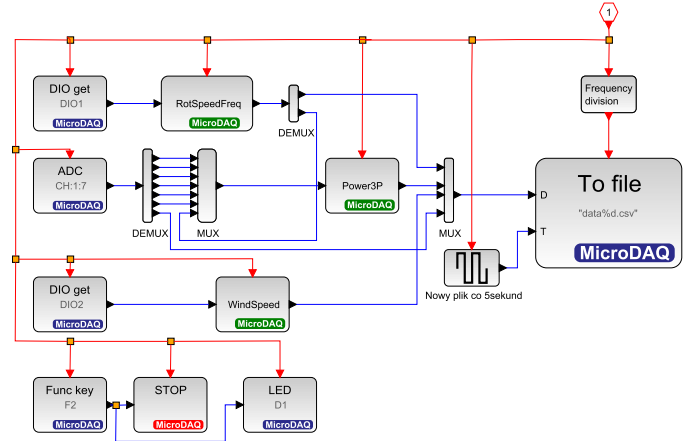 1
DIO get
DIO1
MicroDAQ
RotSpeedFreq
MicroDAQ
DEMUX
Frequency
division
ADC
CH:1:7
MicroDAQ
DEMUX
MUX
Power3P
MicroDAQ
MUX
To file
"data%d.csv"
D
T
MicroDAQ
Nowy plik co 5sekund
DIO get
DIO2
MicroDAQ
WindSpeed
MicroDAQ
Func key
F2
MicroDAQ
STOP
MicroDAQ
LED
D1
MicroDAQ